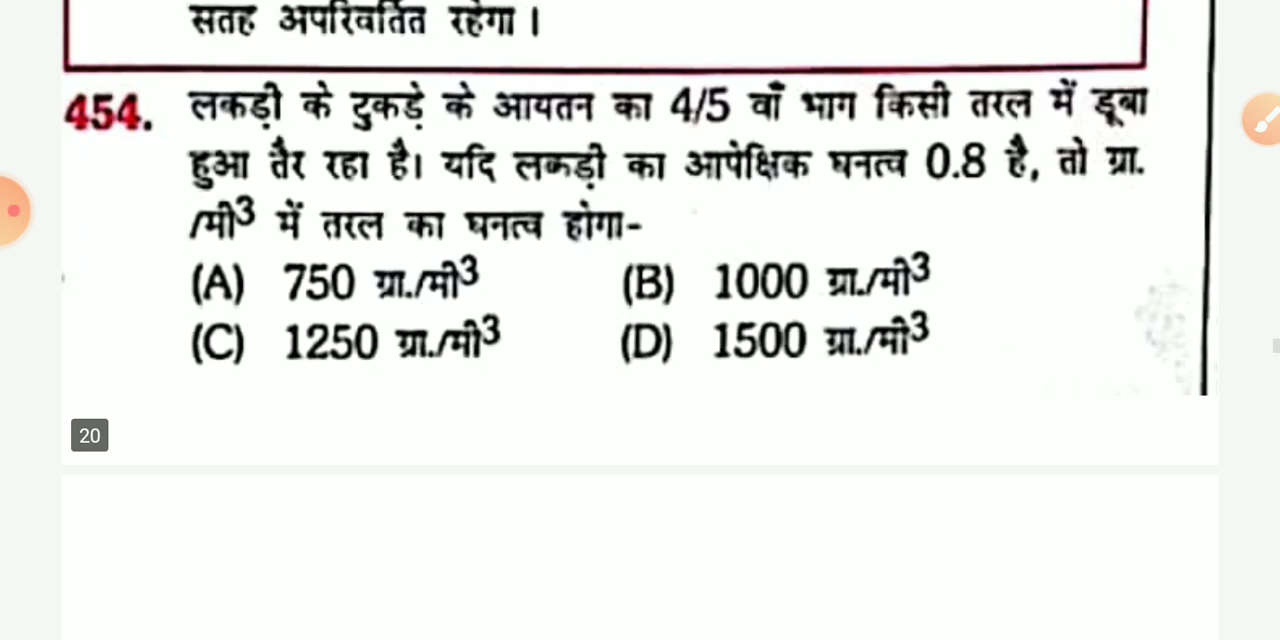 सतह अपरिवर्तित रहेगा ।
454. लकड़ी के टुकड़े के आयतन का 4/5 वाँ भाग किसी तरल में डूबा
हुआ तैर रहा है। यदि लकड़ी का आपेक्षिक घनत्व 0.8 है, तो ग्रा.
/मी³ में तरल का घनत्व होगा-
(A) 750 ग्रा./मी³ (B) 1000 ग्रा./मी³
(C) 1250 ग्रा./मी³ (D) 1500 ग्रा./मी³
20